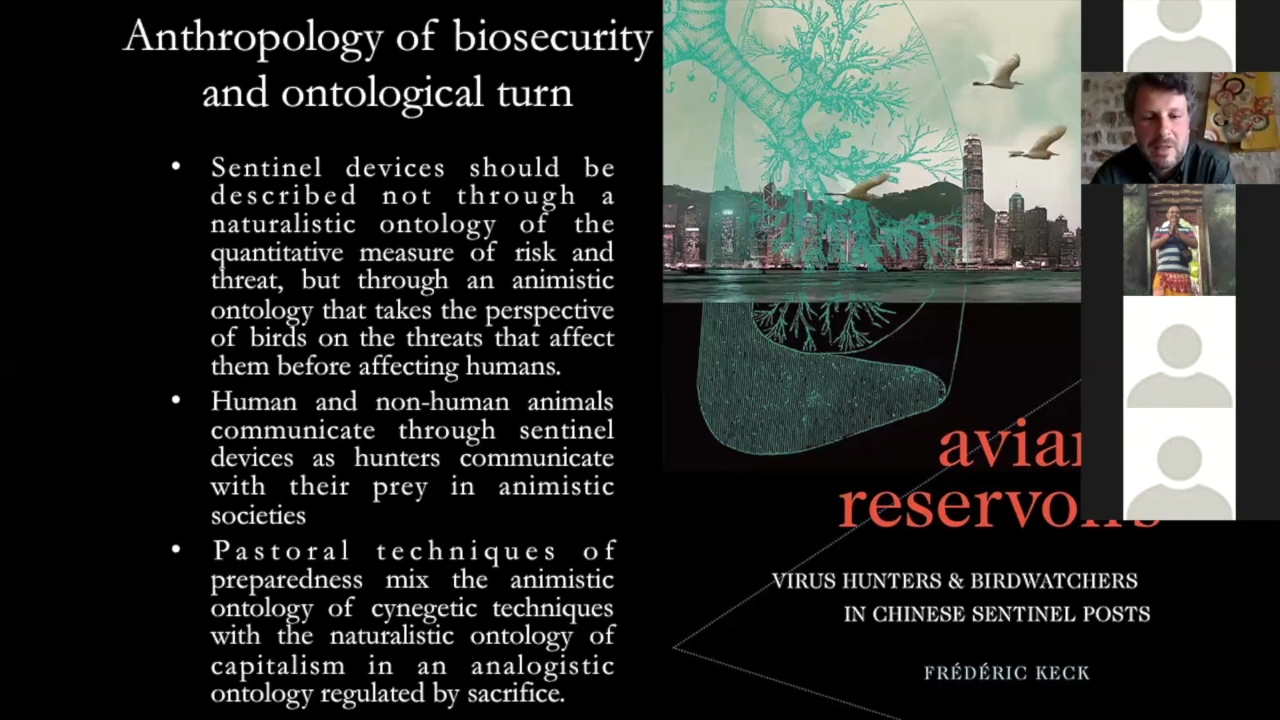 Anthropology of biosecurity
and ontological turn
• Sentinel devices should be
described not through a
naturalistic ontology of the
quantitative measure of risk and
threat, but through an animistic
ontology that takes the perspective
of birds on the threats that affect
them before affecting humans.
• Human and non-human animals
communicate through sentinel
devices as hunters communicate
with their prey in animistic
societies
• Pastoral techniques of
preparedness mix the animistic
ontology of cynegetic techniques
with the naturalistic ontology of
capitalism in an analogistic
ontology regulated by sacrifice.
avian
reservoirs
VIRUS HUNTERS & BIRDWATCHERS
IN CHINESE SENTINEL POSTS
FRÉDÉRIC KECK